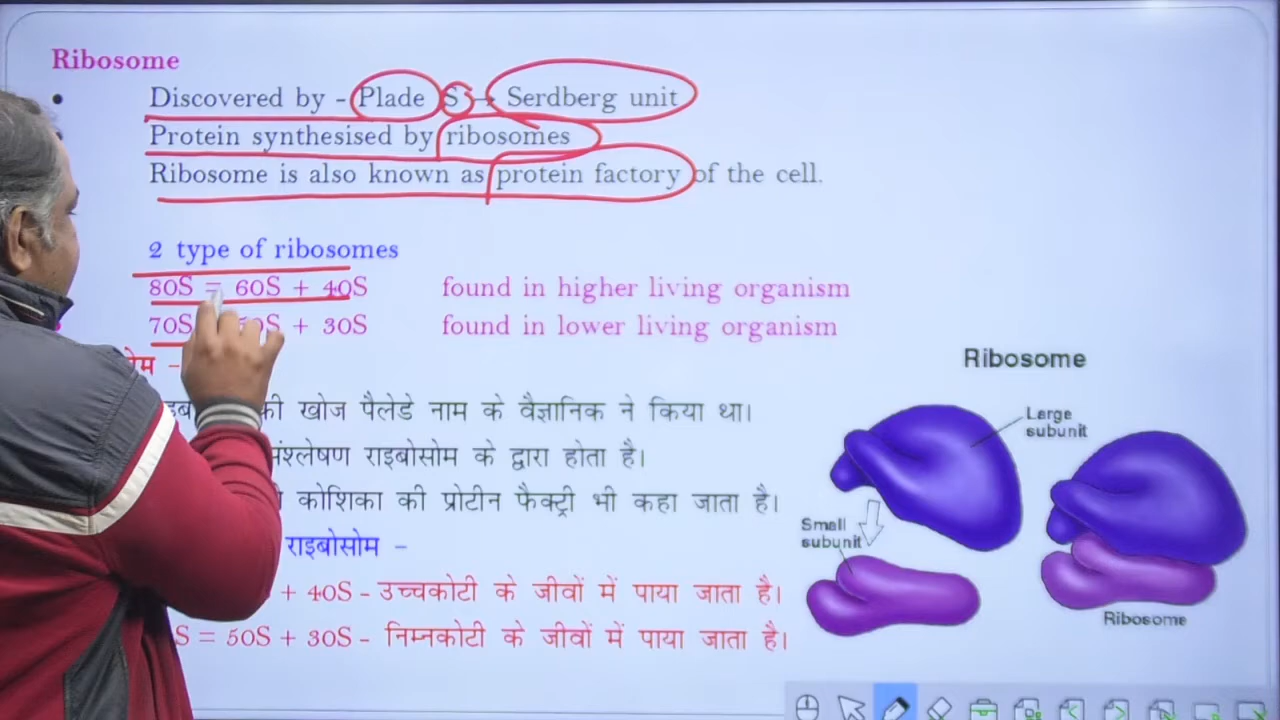 Ribosome
Discovered by - Plade S → Serdberg unit
Protein synthesised by ribosomes
Ribosome is also known as protein factory of the cell.
2 type of ribosomes
80S = 60S + 40S found in higher living organism
70S + 30S found in lower living organism
की खोज पैलेडे नाम के वैज्ञानिक ने किया था।
संश्लेषण राइबोसोम के द्वारा होता है।
कोशिका की प्रोटीन फैक्ट्री भी कहा जाता है।
राइबोसोम –
+ 40S - उच्चकोटी के जीवों में पाया जाता है।
S = 50S + 30S - निम्नकोटी के जीवों में पाया जाता है।
Ribosome
Large
subunit
Small
subunit
Ribosome